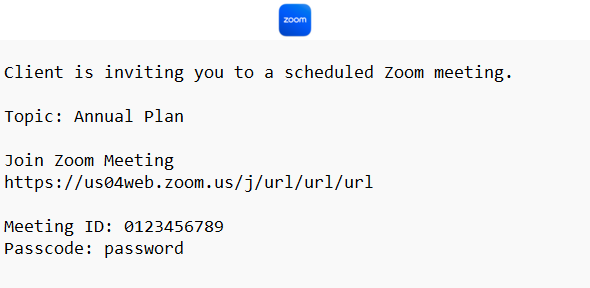 zoom
Client is inviting you to a scheduled Zoom meeting.
Topic: Annual Plan
Join Zoom Meeting
https://us04web.zoom.us/j/url/url/url
Meeting ID: 0123456789
Passcode: password